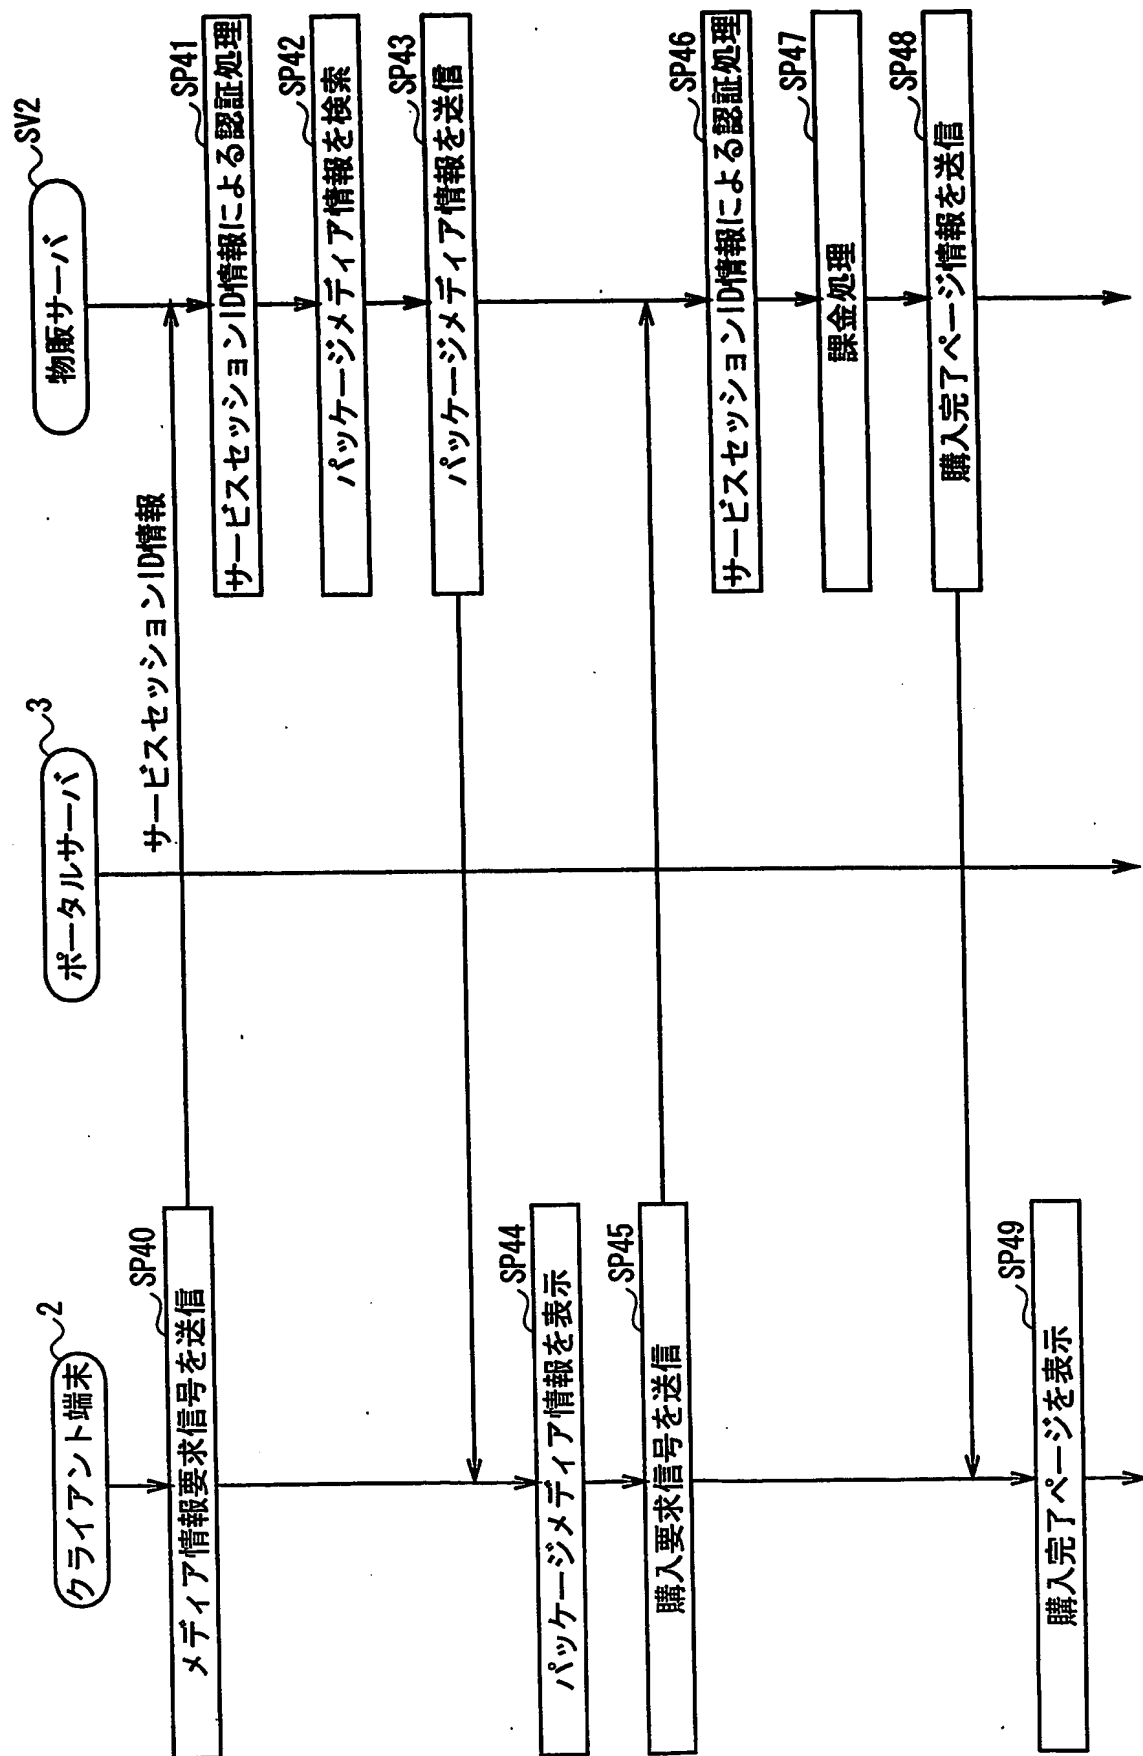 クライアント端末
2
ポータルサーバ
3
物販サーバ
SV2
メディア情報要求信号を送信
SP40
サービスセッションID情報
サービスセッションID情報による認証処理
SP41
パッケージメディア情報を検索
SP42
パッケージメディア情報を送信
SP43
パッケージメディア情報を表示
SP44
購入要求信号を送信
SP45
サービスセッションID情報による認証処理
SP46
課金処理
SP47
購入完了ページ情報を送信
SP48
購入完了ページを表示
SP49